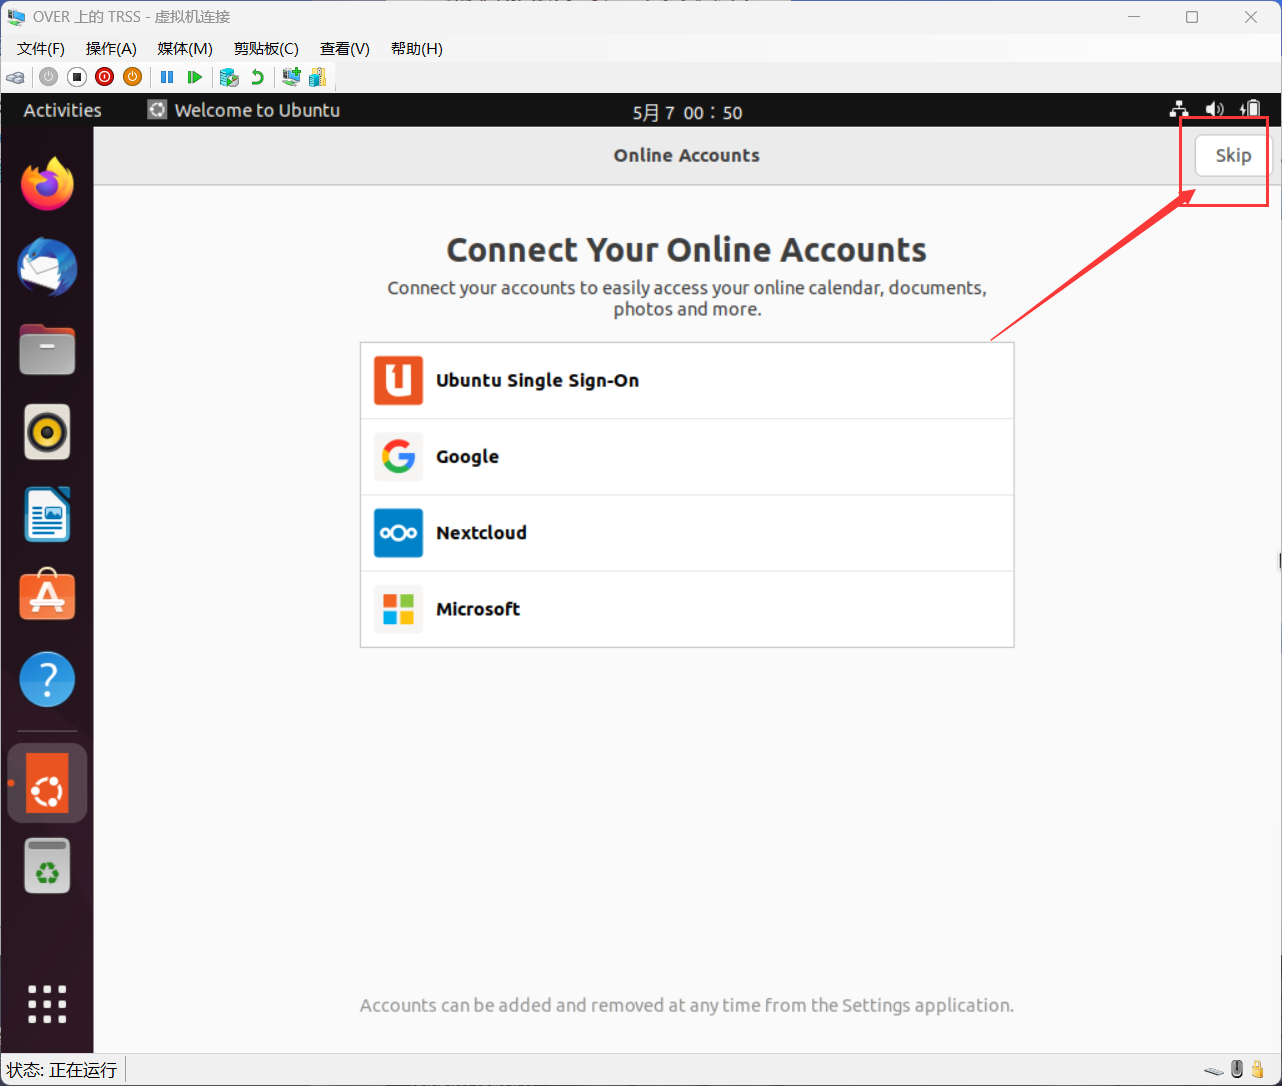 OVER 上的 TRSS - 虚拟机连接
文件(F) 操作(A) 媒体(M) 剪贴板(C) 查看(V) 帮助(H)
Activities Welcome to Ubuntu 5月 7 00：50
Online Accounts Skip
Connect Your Online Accounts
Connect your accounts to easily access your online calendar, documents,
photos and more.
Ubuntu Single Sign-On
Google
Nextcloud
Microsoft
Accounts can be added and removed at any time from the Settings application.
状态: 正在运行